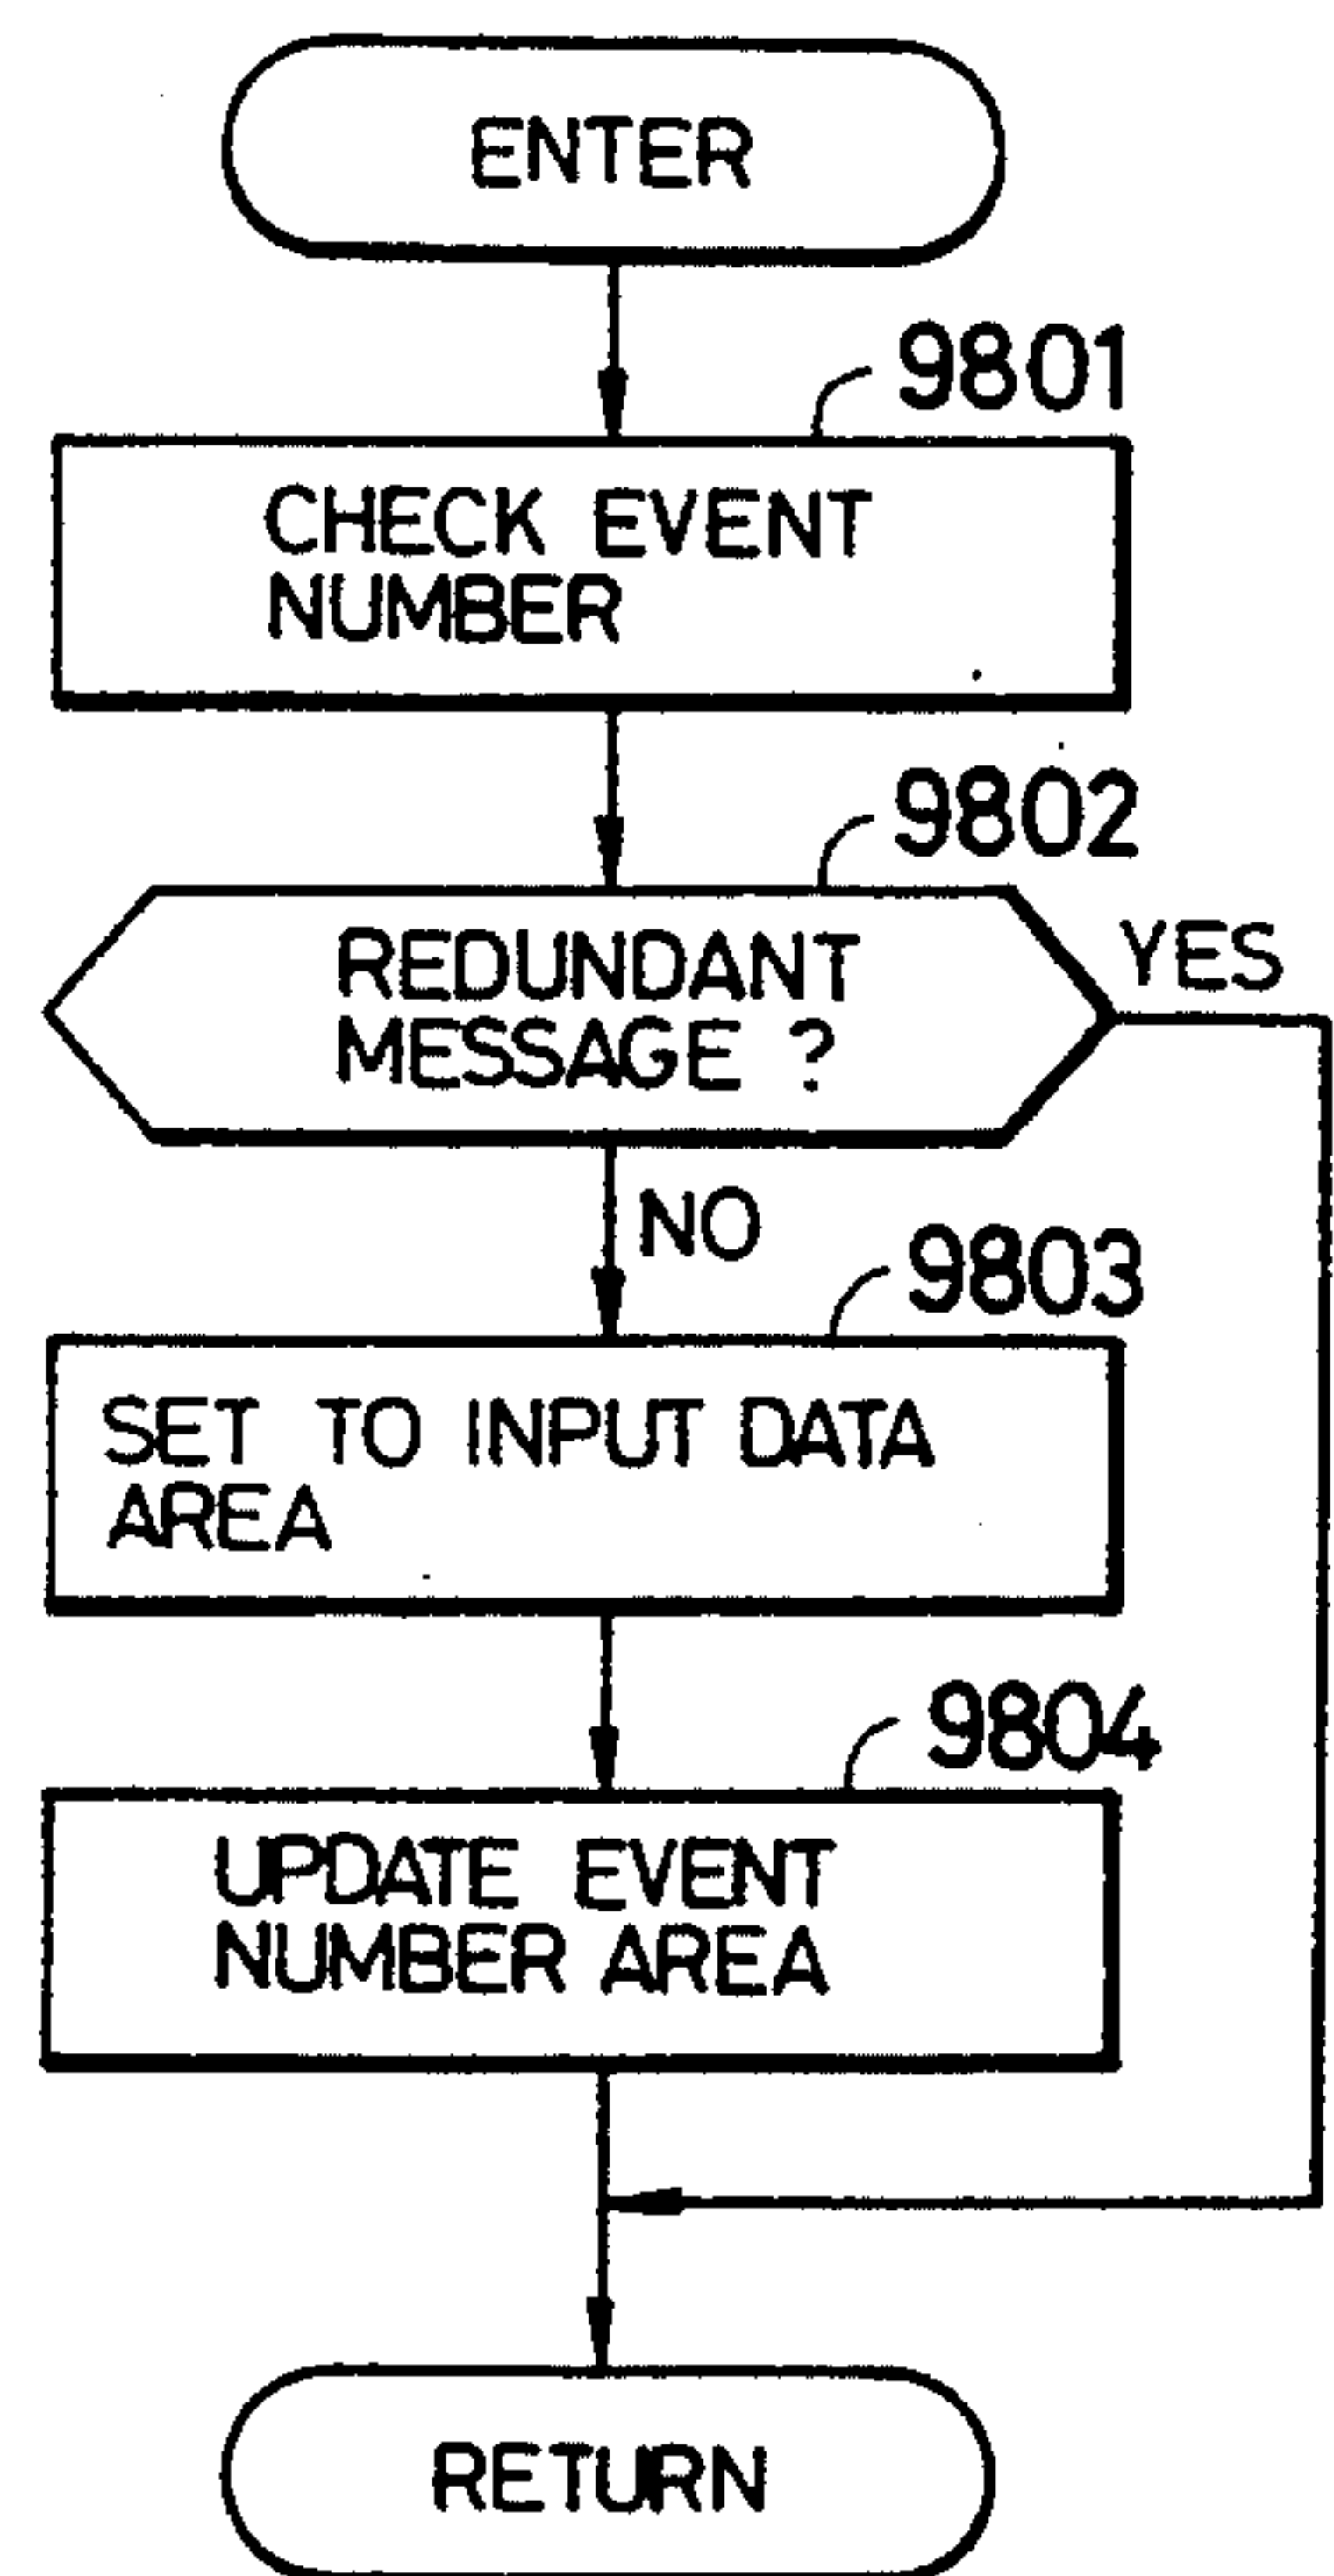 ENTER
9801
CHECK EVENT
NUMBER
9802
REDUNDANT
MESSAGE ?
YES
NO
9803
SET TO INPUT DATA
AREA
9804
UPDATE EVENT
NUMBER AREA
RETURN